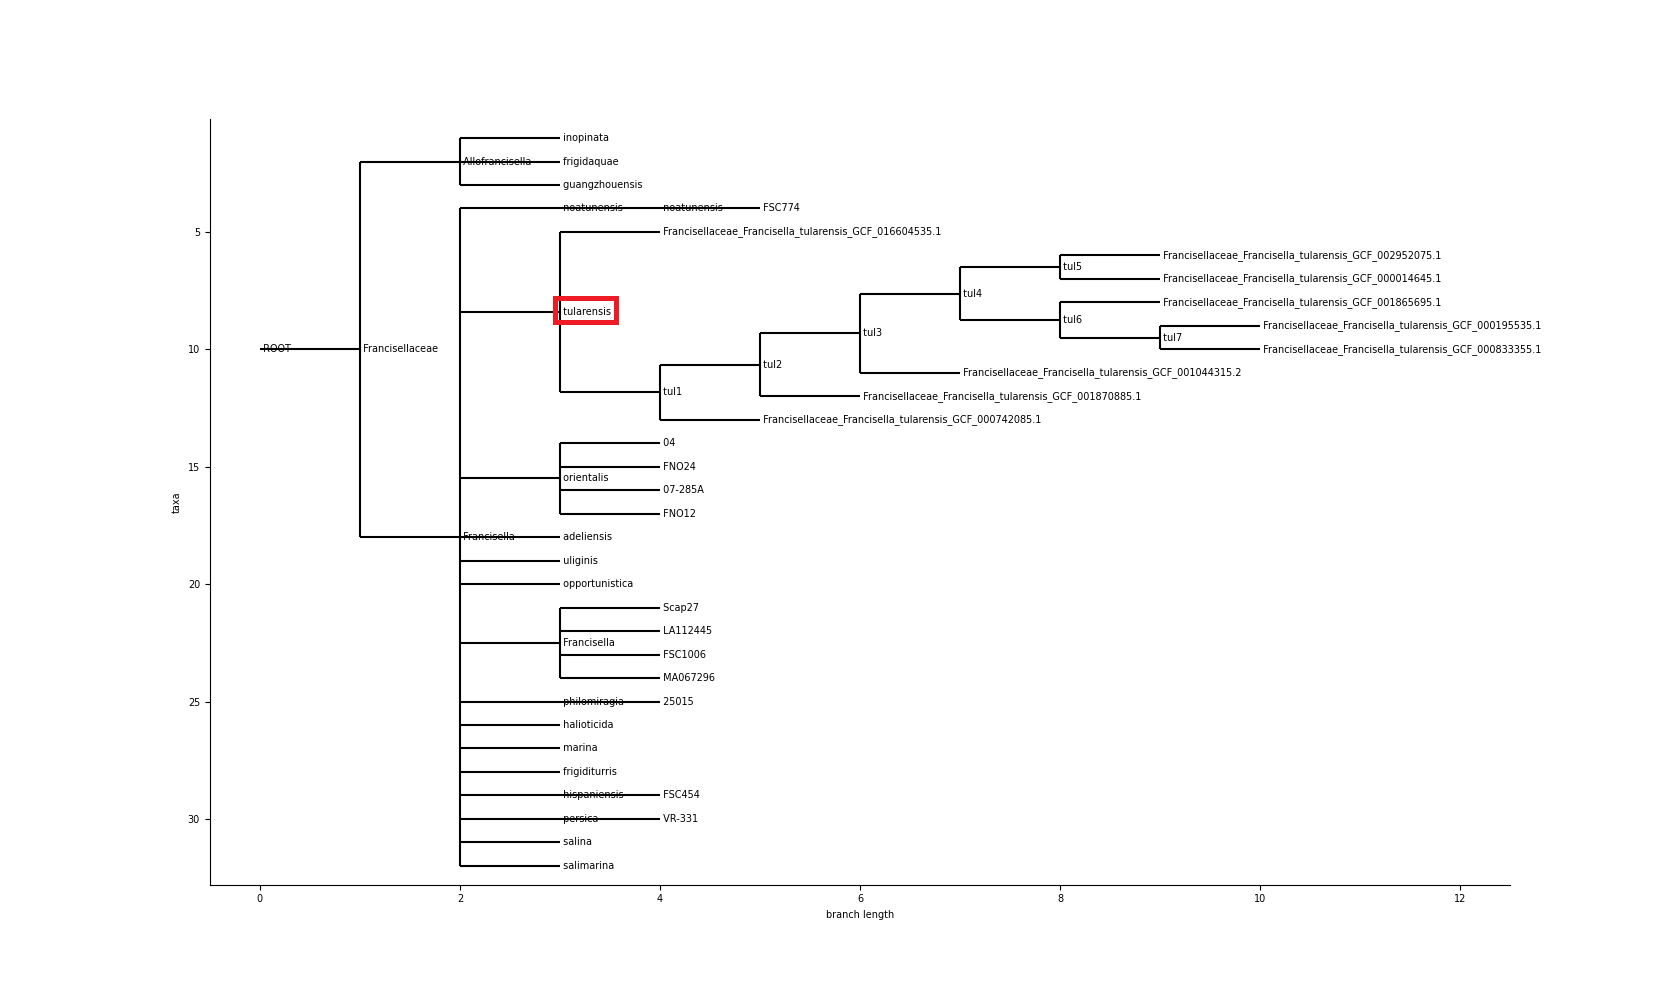 inopinata
Allofrancisella frigidaquae
guangzhouensis
noatunensis noatunensis FSC774
5 Francisellaceae_Francisella_tularensis_GCF_016604535.1
Francisellaceae_Francisella_tularensis_GCF_002952075.1
tul5
Francisellaceae_Francisella_tularensis_GCF_000014645.1
tul4
Francisellaceae_Francisella_tularensis_GCF_001865695.1
tularensis
tul6
Francisellaceae_Francisella_tularensis_GCF_000195535.1
tul3
tul7
10 ROOT Francisellaceae Francisellaceae_Francisella_tularensis_GCF_000833355.1
tul2
Francisellaceae_Francisella_tularensis_GCF_001044315.2
tul1
Francisellaceae_Francisella_tularensis_GCF_001870885.1
Francisellaceae_Francisella_tularensis_GCF_000742085.1
04
15 FNO24
orientalis
07-285A
taxa
FNO12
Francisella adeliensis
uliginis
20 opportunistica
Scap27
LA112445
Francisella
FSC1006
MA067296
25 philomiragia 25015
halioticida
marina
frigiditurris
hispaniensis FSC454
30 persica VR-331
salina
salimarina
0 2 4 6 8 10 12
branch length